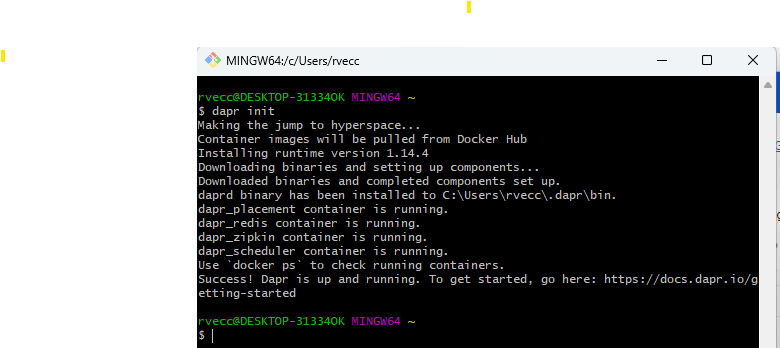 MINGW64:/c/Users/rvecc
rvecc@DESKTOP-31334OK MINGW64 ~
$ dapr init
Making the jump to hyperspace...
Container images will be pulled from Docker Hub
Installing runtime version 1.14.4
Downloading binaries and setting up components...
Downloaded binaries and completed components set up.
daprd binary has been installed to C:\Users\rvecc\.dapr\bin.
dapr_placement container is running.
dapr_redis container is running.
dapr_zipkin container is running.
dapr_scheduler container is running.
Use `docker ps` to check running containers.
Success! Dapr is up and running. To get started, go here: https://docs.dapr.io/g
etting-started
rvecc@DESKTOP-31334OK MINGW64 ~
$